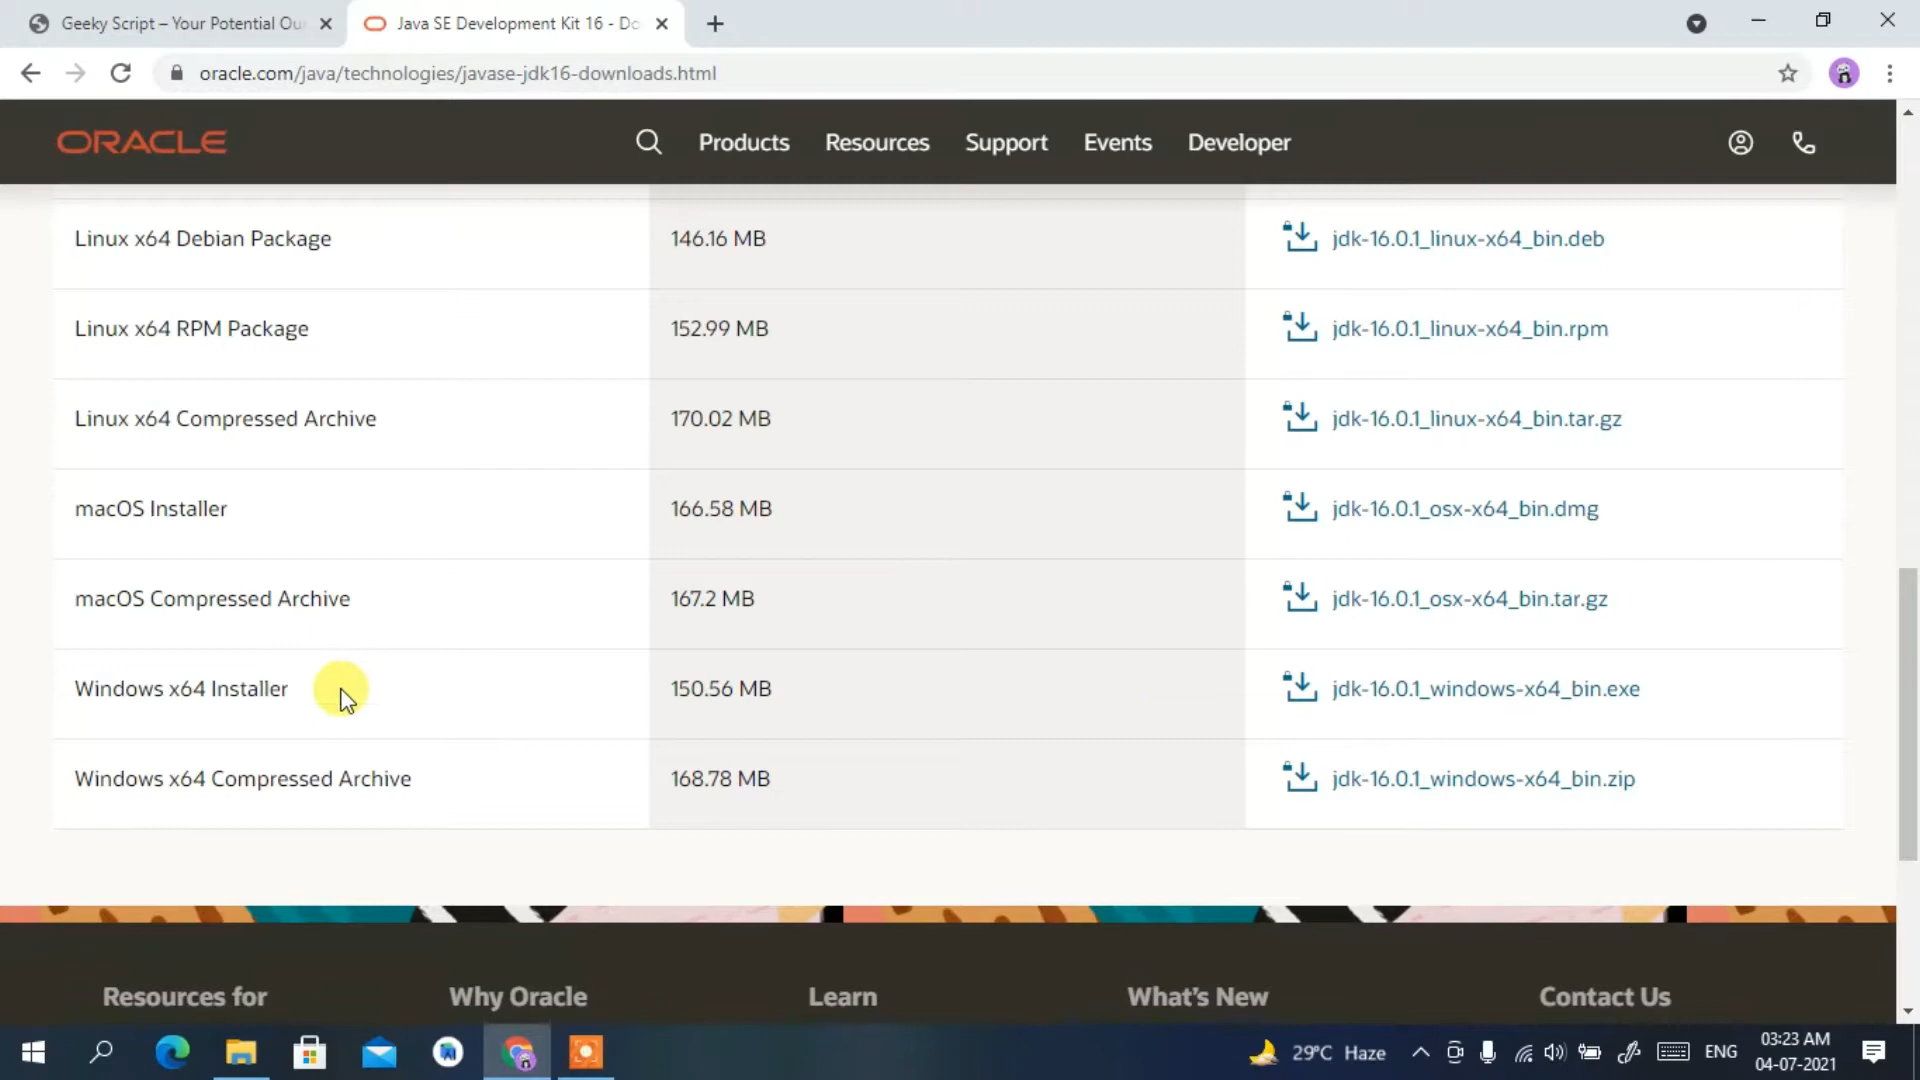 Geeky Script – Your Potential Ou
Java SE Development Kit 16 - Do
oracle.com/java/technologies/javase-jdk16-downloads.html
ORACLE
Products
Resources
Support
Events
Developer
Linux x64 Debian Package
146.16 MB
jdk-16.0.1_linux-x64_bin.deb
Linux x64 RPM Package
152.99 MB
jdk-16.0.1_linux-x64_bin.rpm
Linux x64 Compressed Archive
170.02 MB
jdk-16.0.1_linux-x64_bin.tar.gz
macOS Installer
166.58 MB
jdk-16.0.1_osx-x64_bin.dmg
macOS Compressed Archive
167.2 MB
jdk-16.0.1_osx-x64_bin.tar.gz
Windows x64 Installer
150.56 MB
jdk-16.0.1_windows-x64_bin.exe
Windows x64 Compressed Archive
168.78 MB
jdk-16.0.1_windows-x64_bin.zip
Resources for
Why Oracle
Learn
What's New
Contact Us
29°C Haze
ENG
03:23 AM
04-07-2021